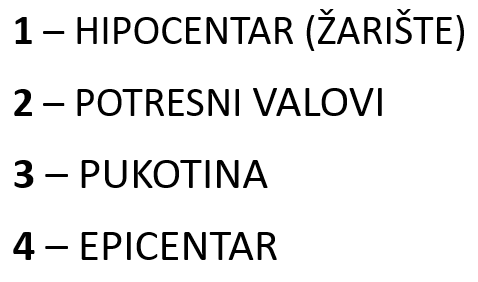 1 – HIPOCENTAR (ŽARIŠTE)
2 – POTRESNI VALOVI
3 – PUKOTINA
4 – EPICENTAR